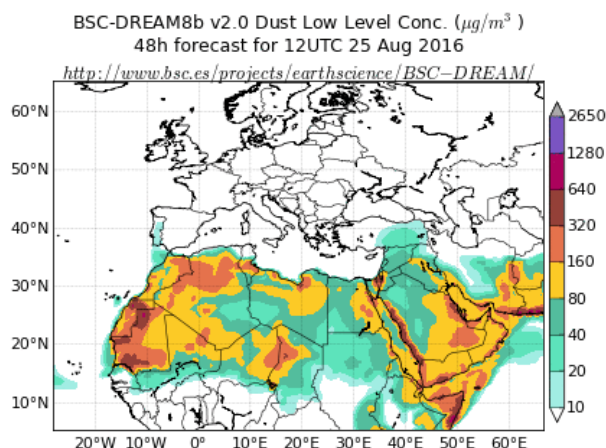 BSC-DREAM8b v2.0 Dust Low Level Conc. (μg/m³ )
48h forecast for 12UTC 25 Aug 2016
http://www.bsc.es/projects/earthscience/BSC−DREAM/
60°N
50°N
40°N
30°N
20°N
10°N
20°W 10°W 0° 10°E 20°E 30°E 40°E 50°E 60°E
2650
1280
640
320
160
80
40
20
10